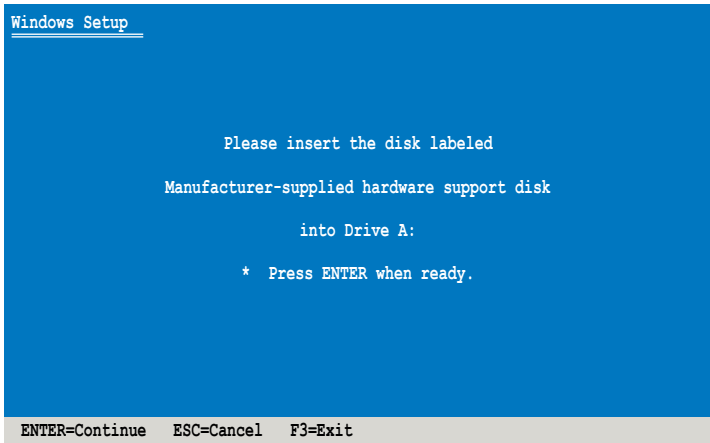 Windows Setup
Please insert the disk labeled
Manufacturer-supplied hardware support disk
into Drive A:
* Press ENTER when ready.
ENTER=Continue ESC=Cancel F3=Exit